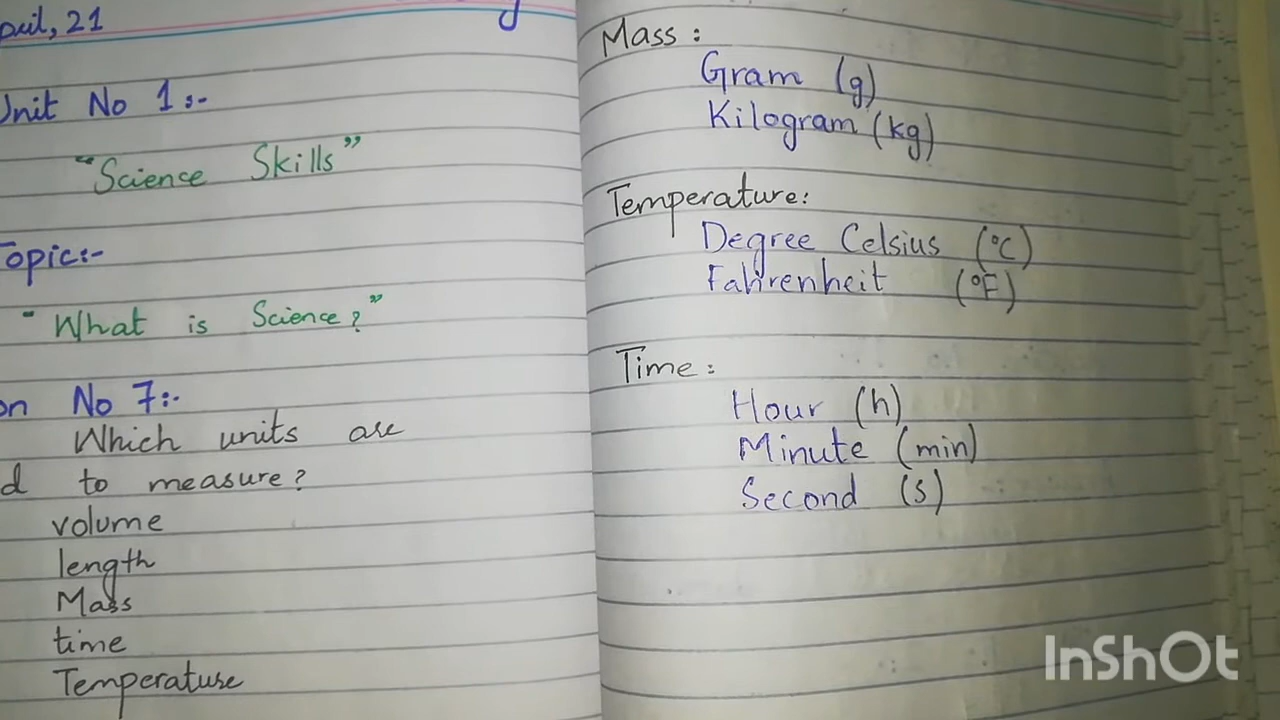 21
Unit No 1:-
"Science Skills"
Topic:-
"What is Science?"
No 7:-
Which units are
to measure?
volume
length
Mass
time
Temperature
Mass :
Gram (g)
Kilogram (kg)
Temperature:
Degree Celsius (°C)
Fahrenheit (°F)
Time :
Hour (h)
Minute (min)
Second (s)
InShOt